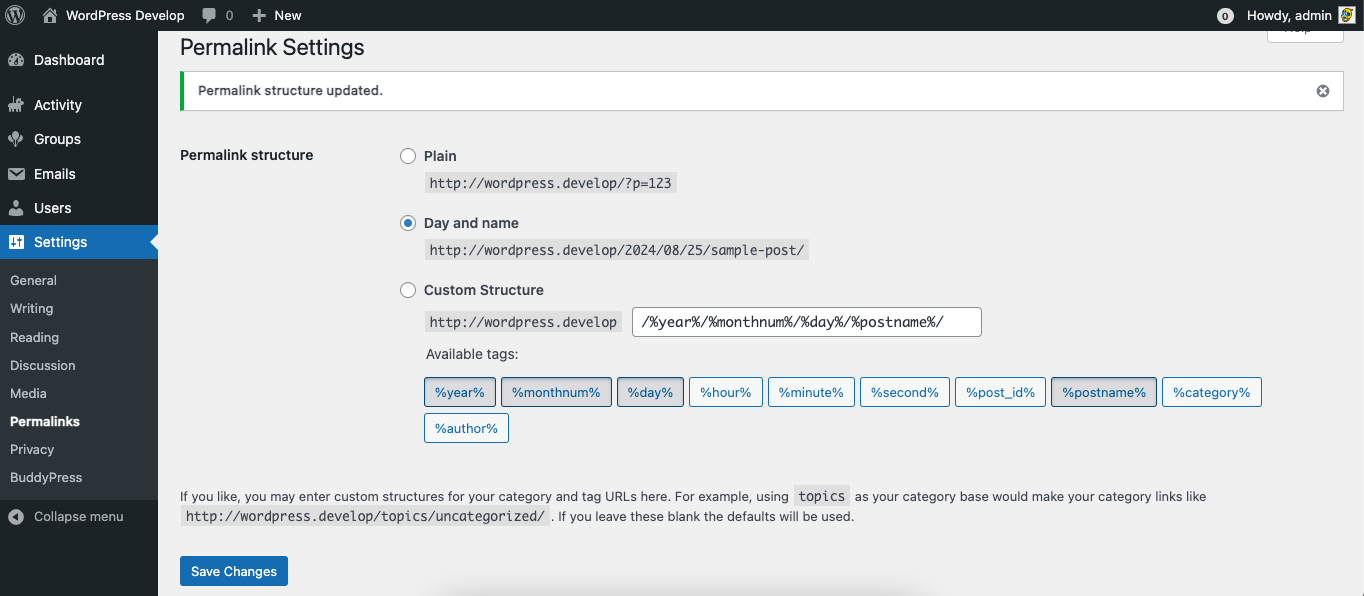 WordPress Develop 0 New 0 Howdy, admin
Dashboard
Activity
Groups
Emails
Users
Settings
General
Writing
Reading
Discussion
Media
Permalinks
Privacy
BuddyPress
Collapse menu
Permalink Settings
Permalink structure updated.
Permalink structure
Plain
http://wordpress.develop/?p=123
Day and name
http://wordpress.develop/2024/08/25/sample-post/
Custom Structure
http://wordpress.develop /%year%/%monthnum%/%day%/%postname%/
Available tags:
%year% %monthnum% %day% %hour% %minute% %second% %post_id% %postname% %category%
%author%
If you like, you may enter custom structures for your category and tag URLs here. For example, using topics as your category base would make your category links like
http://wordpress.develop/topics/uncategorized/ . If you leave these blank the defaults will be used.
Save Changes